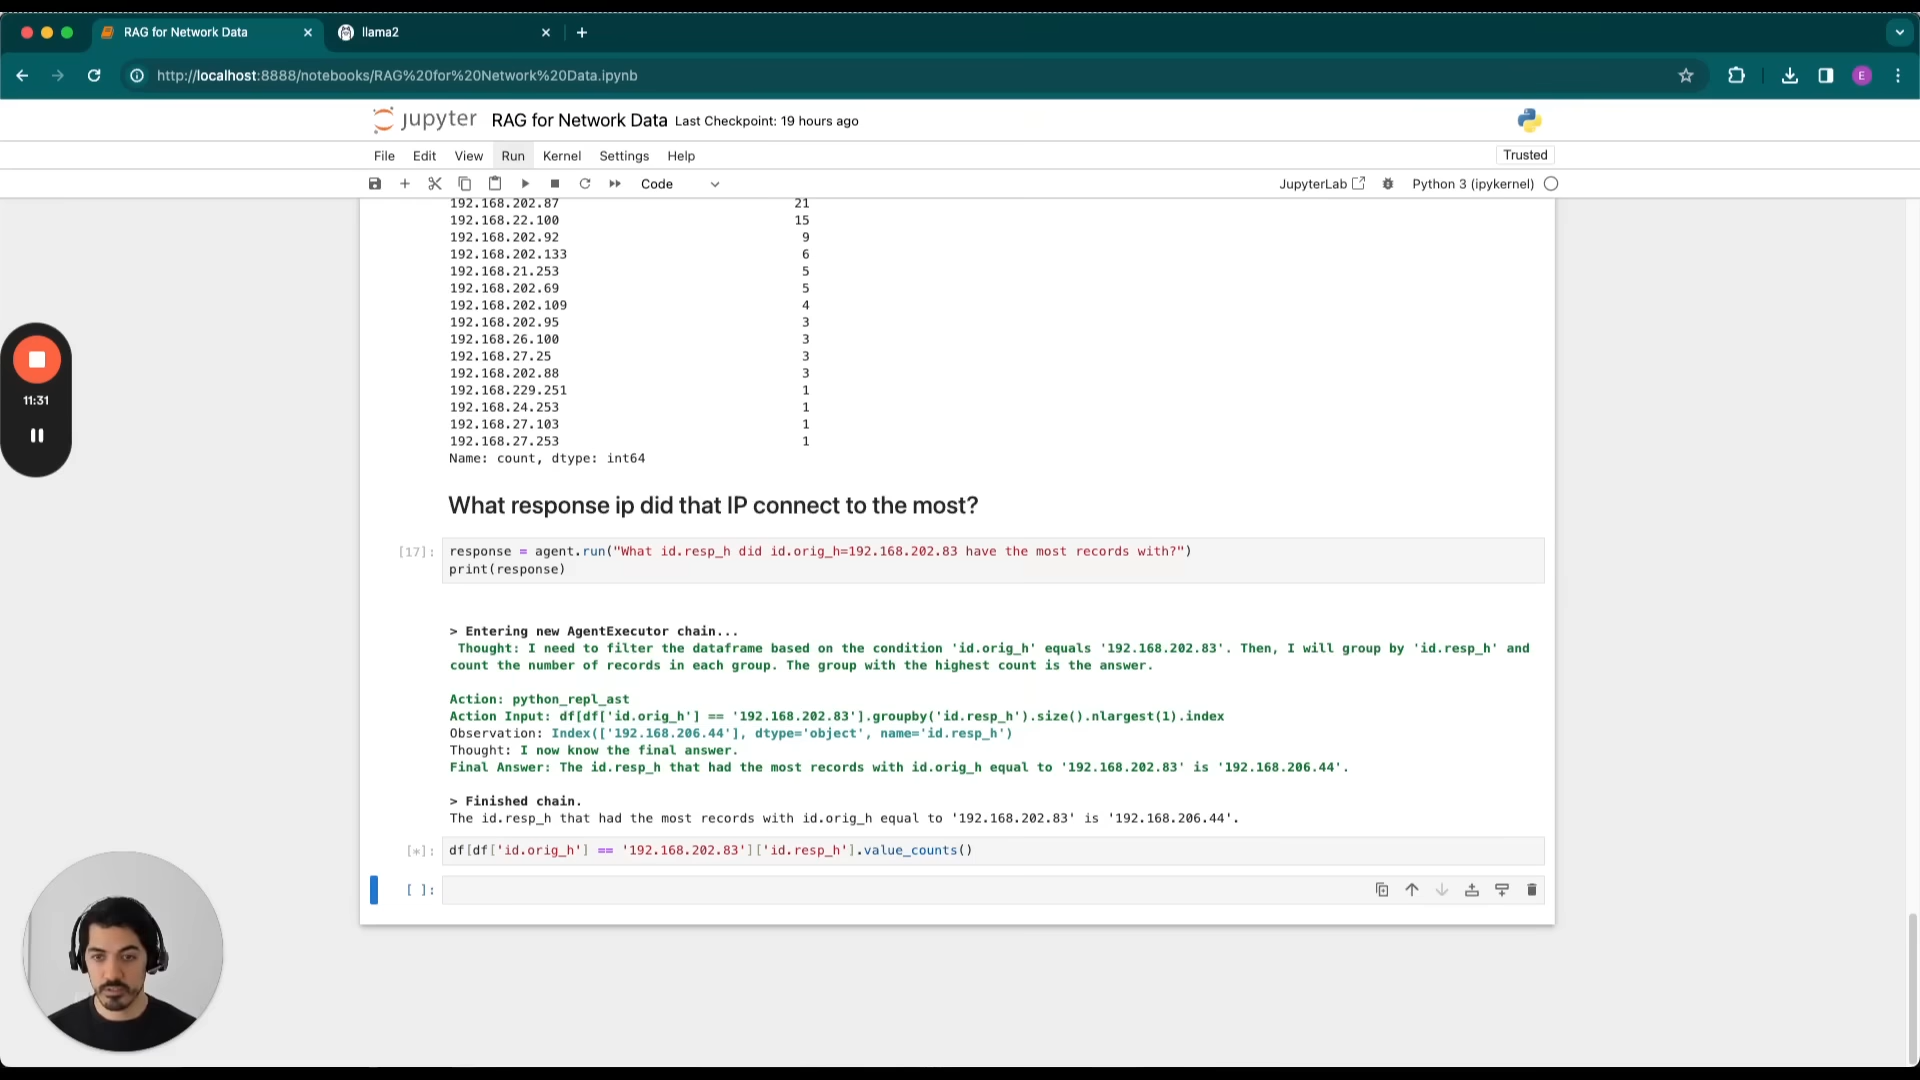 RAG for Network Data
llama2
http://localhost:8888/notebooks/RAG%20for%20Network%20Data.ipynb
E
jupyter RAG for Network Data Last Checkpoint: 19 hours ago
File Edit View Run Kernel Settings Help
Trusted
Code
JupyterLab
Python 3 (ipykernel)
192.168.202.87 21
192.168.22.100 15
192.168.202.92 9
192.168.202.133 6
192.168.21.253 5
192.168.202.69 5
192.168.202.109 4
192.168.202.95 3
192.168.26.100 3
192.168.27.25 3
192.168.202.88 3
192.168.229.251 1
192.168.24.253 1
192.168.27.103 1
192.168.27.253 1
Name: count, dtype: int64
11:31
What response ip did that IP connect to the most?
[17]: response = agent.run("What id.resp_h did id.orig_h=192.168.202.83 have the most records with?")
print(response)
> Entering new AgentExecutor chain...
Thought: I need to filter the dataframe based on the condition 'id.orig_h' equals '192.168.202.83'. Then, I will group by 'id.resp_h' and
count the number of records in each group. The group with the highest count is the answer.
Action: python_repl_ast
Action Input: df[df['id.orig_h'] == '192.168.202.83'].groupby('id.resp_h').size().nlargest(1).index
Observation: Index(['192.168.206.44'], dtype='object', name='id.resp_h')
Thought: I now know the final answer.
Final Answer: The id.resp_h that had the most records with id.orig_h equal to '192.168.202.83' is '192.168.206.44'.
> Finished chain.
The id.resp_h that had the most records with id.orig_h equal to '192.168.202.83' is '192.168.206.44'.
[*]: df[df['id.orig_h'] == '192.168.202.83']['id.resp_h'].value_counts()
[ ]: